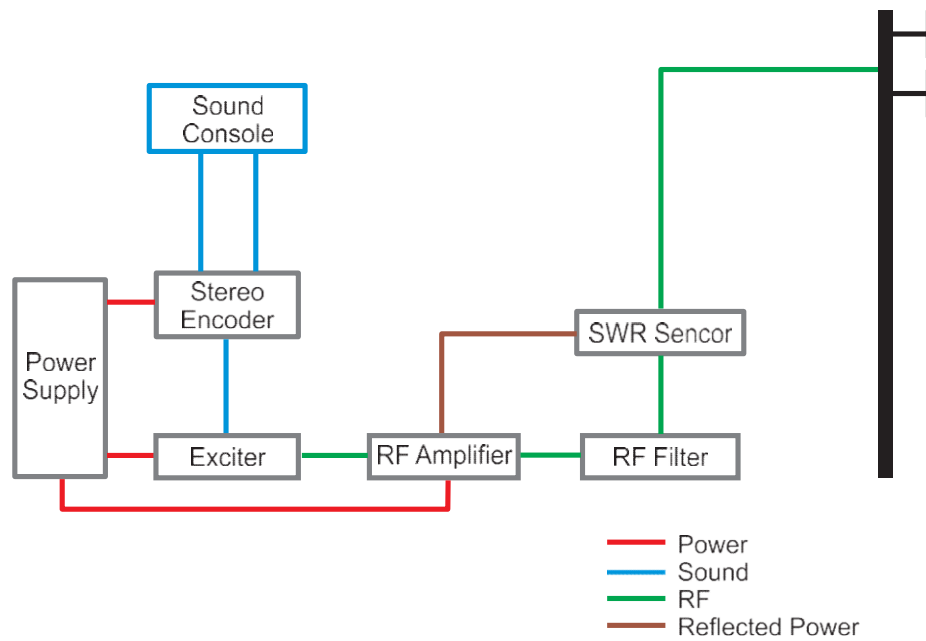 Sound
Console
Stereo
Encoder
Power
Supply
SWR Sencor
Exciter
RF Amplifier
RF Filter
Power
Sound
RF
Reflected Power